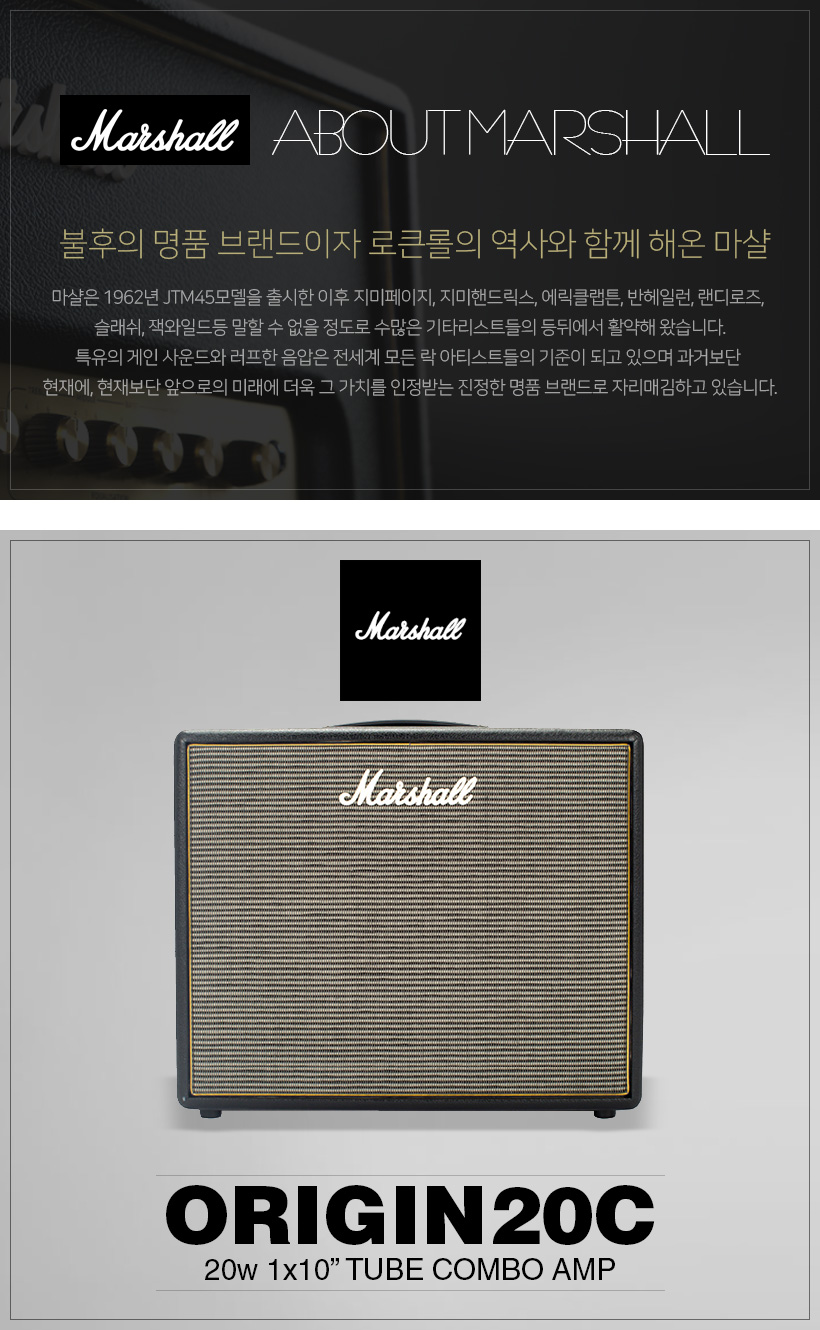 Marshall ABOUT MARSHALL
불후의 명품 브랜드이자 로큰롤의 역사와 함께 해온 마샬
마샬은 1962년 JTM45모델을 출시한 이후 지미페이지, 지미핸드릭스, 에릭클랩튼, 반헤일런, 랜디로즈,
슬래쉬, 잭와일드등 말할 수 없을 정도로 수많은 기타리스트들의 등뒤에서 활약해 왔습니다.
특유의 게인 사운드와 러프한 음압은 전세계 모든 락 아티스트들의 기준이 되고 있으며 과거보단
현재에, 현재보단 앞으로의 미래에 더욱 그 가치를 인정받는 진정한 명품 브랜드로 자리매김하고 있습니다.
Marshall
Marshall
ORIGIN20C
20w 1x10” TUBE COMBO AMP